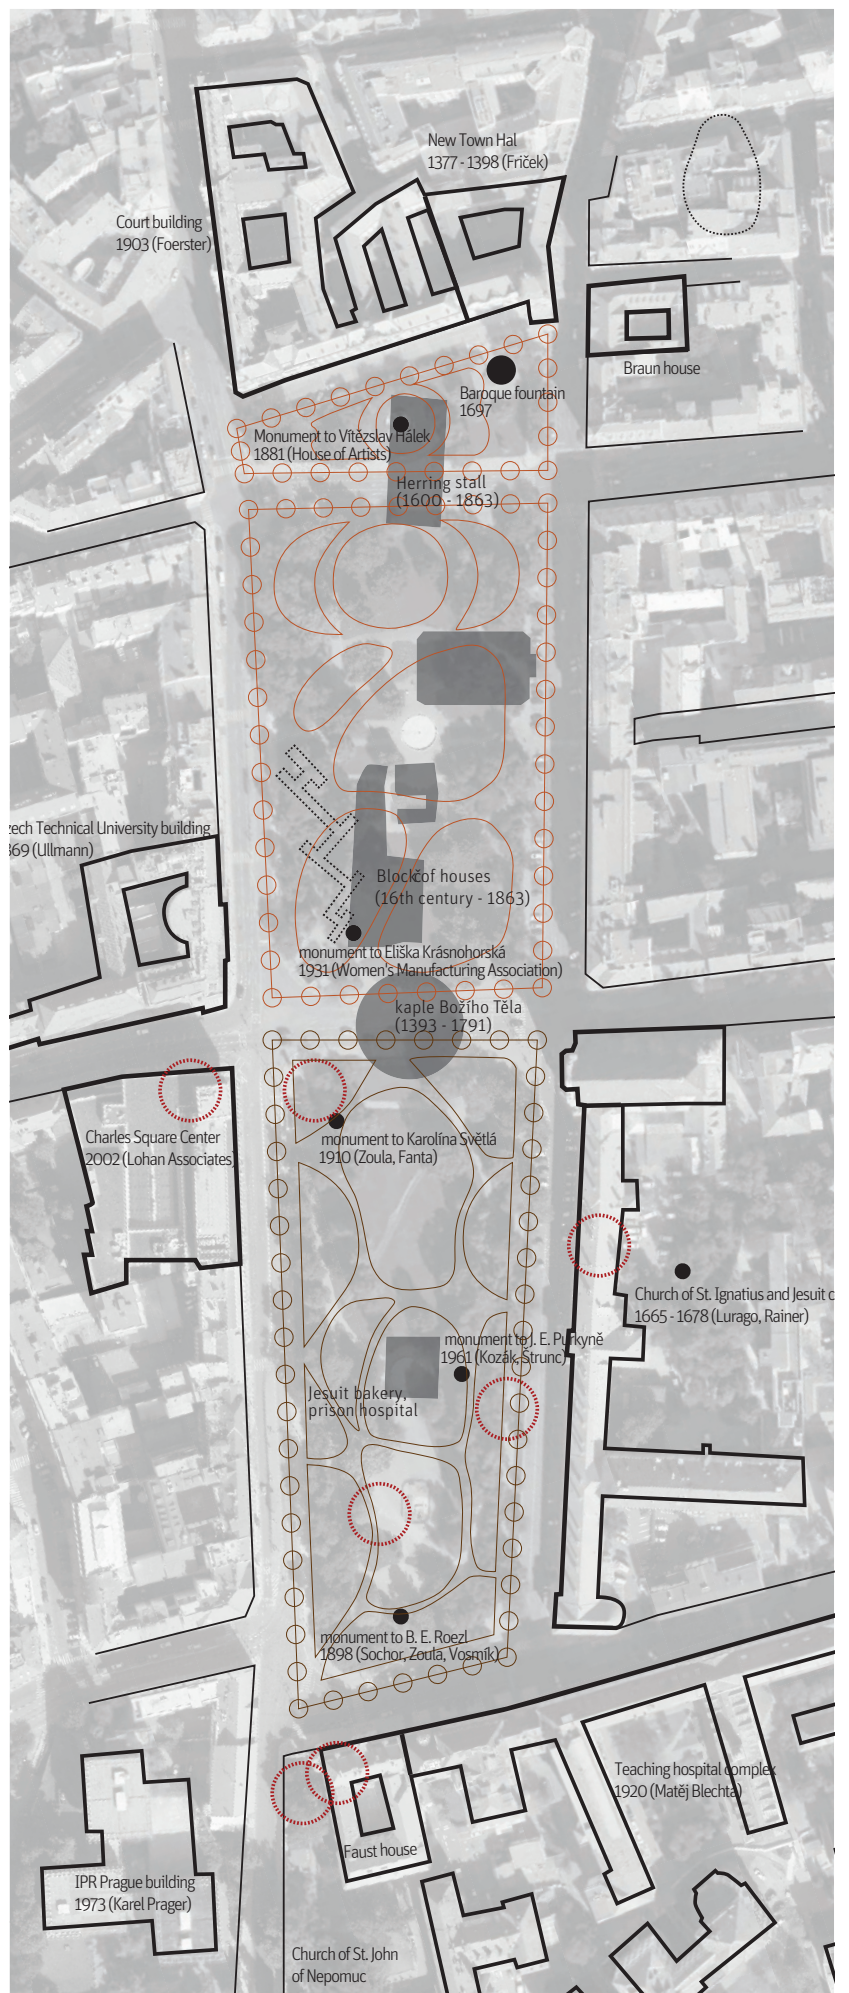 New Town Hal
1377 - 1398 (Friček)
Court building
1903 (Foerster)
Braun house
Baroque fountain
1697
Monument to Vítězslav Hálek
1881 (House of Artists)
Herring stall
(1600 - 1863)
zech Technical University building
869 (Ullmann)
Block of houses
(16th century - 1863)
monument to Eliška Krásnohorská
1931 (Women's Manufacturing Association)
kaple Božího Těla
(1393 - 1791)
Charles Square Center
2002 (Lohan Associates)
monument to Karolína Světlá
1910 (Zoula, Fanta)
Church of St. Ignatius and Jesuit c
1665 - 1678 (Lurago, Rainer)
monument to J. E. Purkyně
1961 (Kozák, Štrunc)
Jesuit bakery,
prison hospital
monument to B. E. Roezl
1898 (Sochor, Zoula, Vosmík)
Teaching hospital complex
1920 (Matěj Blechta)
Faust house
IPR Prague building
1973 (Karel Prager)
Church of St. John
of Nepomuc